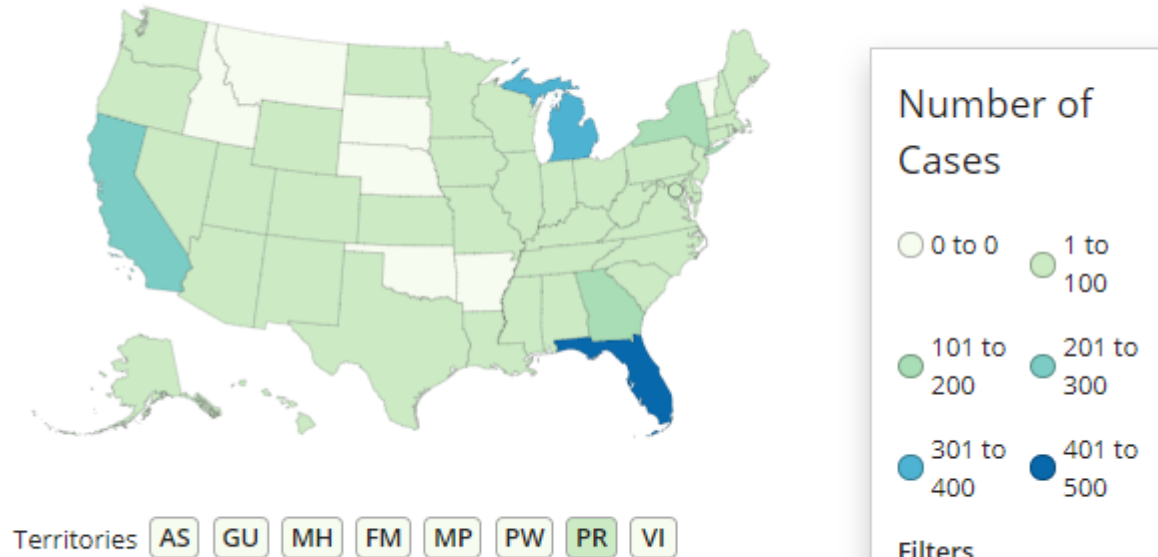 Number of
Cases
0 to 0
1 to
100
101 to
200
201 to
300
301 to
400
401 to
500
Filters
Territories AS GU MH FM MP PW PR VI